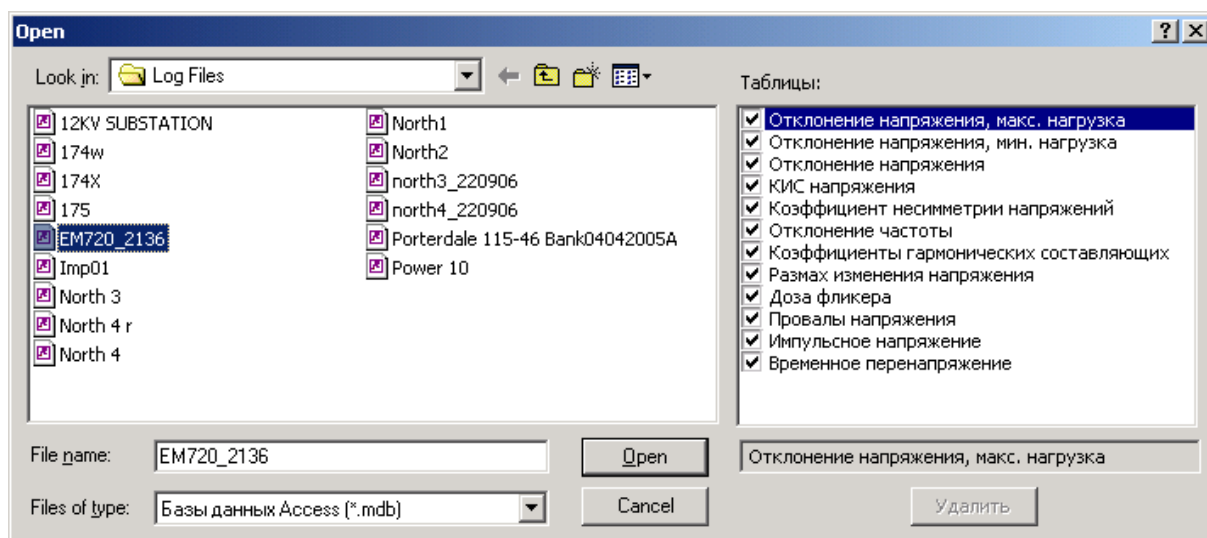 Open
Look in: Log Files
12KV SUBSTATION
174w
174X
175
EM720_2136
Imp01
North 3
North 4 r
North 4
North1
North2
north3_220906
north4_220906
Porterdale 115-46 Bank04042005A
Power 10
File name: EM720_2136
Open
Files of type: Базы данных Access (*.mdb)
Cancel
Таблицы:
Отклонение напряжения, макс. нагрузка
Отклонение напряжения, мин. нагрузка
Отклонение напряжения
КИС напряжения
Коэффициент несимметрии напряжений
Отклонение частоты
Коэффициенты гармонических составляющих
Размах изменения напряжения
Доза фликера
Провалы напряжения
Импульсное напряжение
Временное перенапряжение
Отклонение напряжения, макс. нагрузка
Удалить